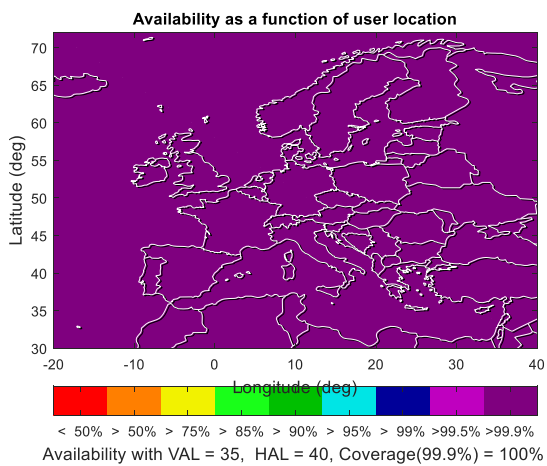 Availability as a function of user location
Latitude (deg)
70
65
60
55
50
45
40
35
30
-20 -10 0 10 20 30 40
Longitude (deg)
< 50% > 50% > 75% > 85% > 90% > 95% > 99% >99.5% >99.9%
Availability with VAL = 35, HAL = 40, Coverage(99.9%) = 100%